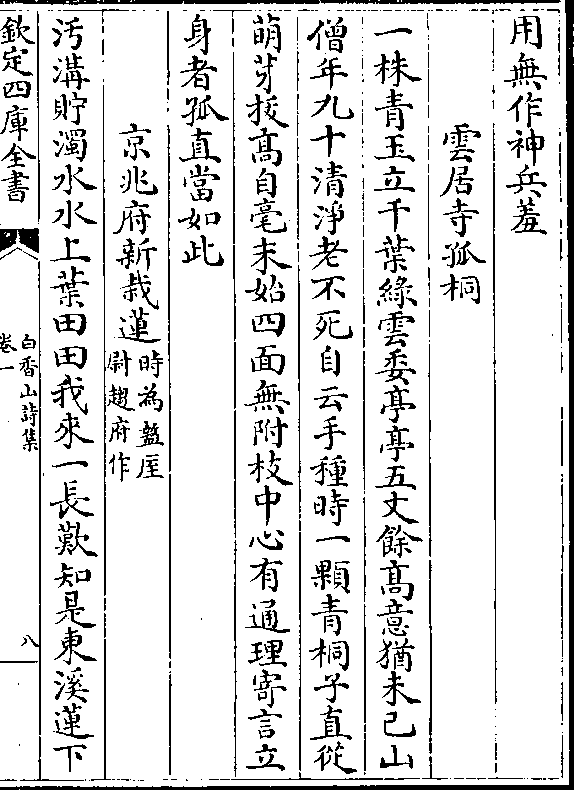 用無作神兵羞
雲居寺孤桐
一株青玉立千葉綠雲委亭亭五丈餘高意猶未已山
僧年九十清淨老不死自云手種時一顆青桐子直從
萌芽拔高自毫末始四面無附枝中心有通理寄言立
身者孤直當如此
京兆府新栽蓮時為盩厔
尉趨府作
汚溝貯濁水水上葉田田我來一長歎知是東溪蓮下
欽定四庫全書
白香山詩集
卷一
八